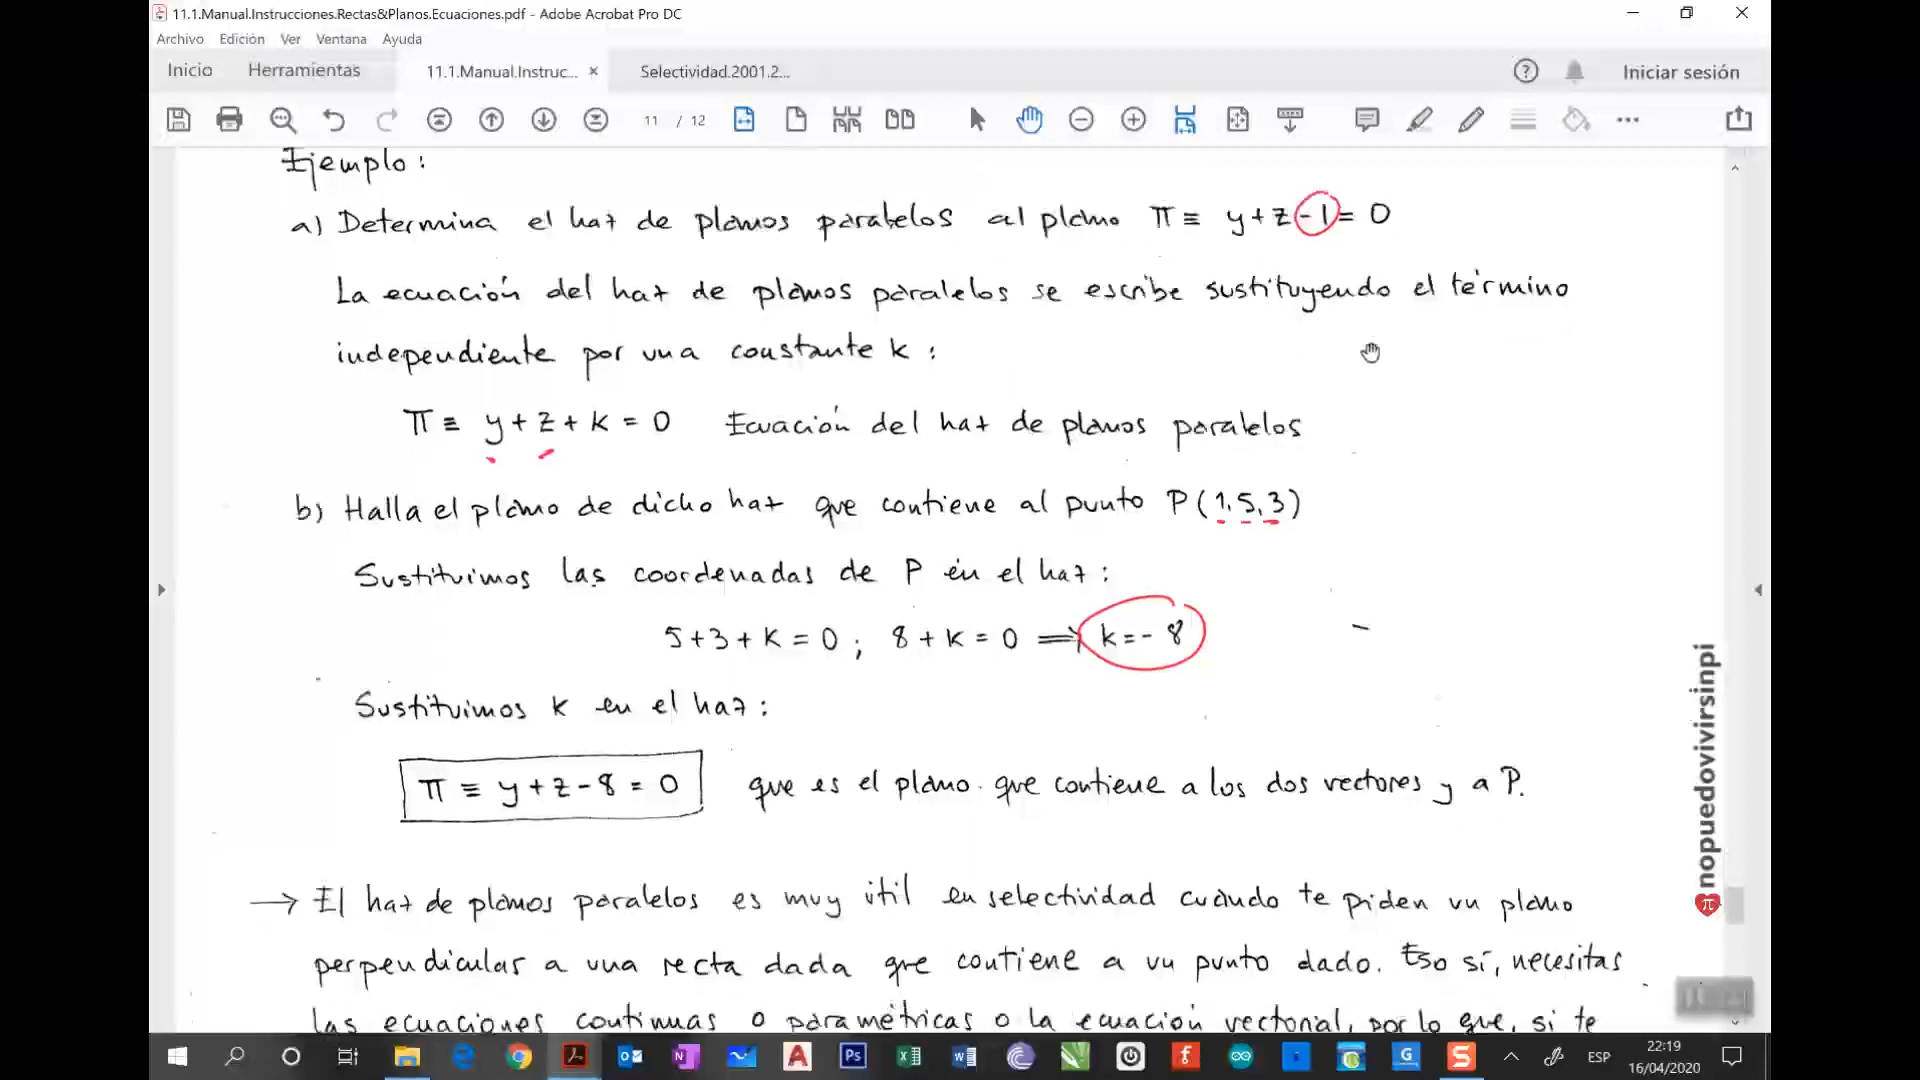 11.1.Manual.Instrucciones.Rectas&Planos.Ecuaciones.pdf - Adobe Acrobat Pro DC
Archivo Edición Ver Ventana Ayuda
Inicio Herramientas 11.1.Manual.Instruc... × Selectividad.2001.2... Iniciar sesión
11 / 12
Ejemplo:
a) Determina el haz de planos paralelos al plano π ≡ y+z-1=0
La ecuación del haz de planos paralelos se escribe sustituyendo el término
independiente por una constante k:
π ≡ y+z+k=0 Ecuación del haz de planos paralelos
b) Halla el plano de dicho haz que contiene al punto P(1,5,3)
Sustituimos las coordenadas de P en el haz:
5+3+k=0; 8+k=0 ⟹ k=-8
Sustituimos k en el haz:
π ≡ y+z-8=0 que es el plano que contiene a los dos vectores y a P.
→ El haz de planos paralelos es muy útil en selectividad cuando te piden un plano
perpendicular a una recta dada que contiene a un punto dado. Eso sí, necesitas
las ecuaciones continuas o paramétricas o la ecuación vectorial, por lo que, si te
nopuedovivirsinpi
ESP
22:19
16/04/2020